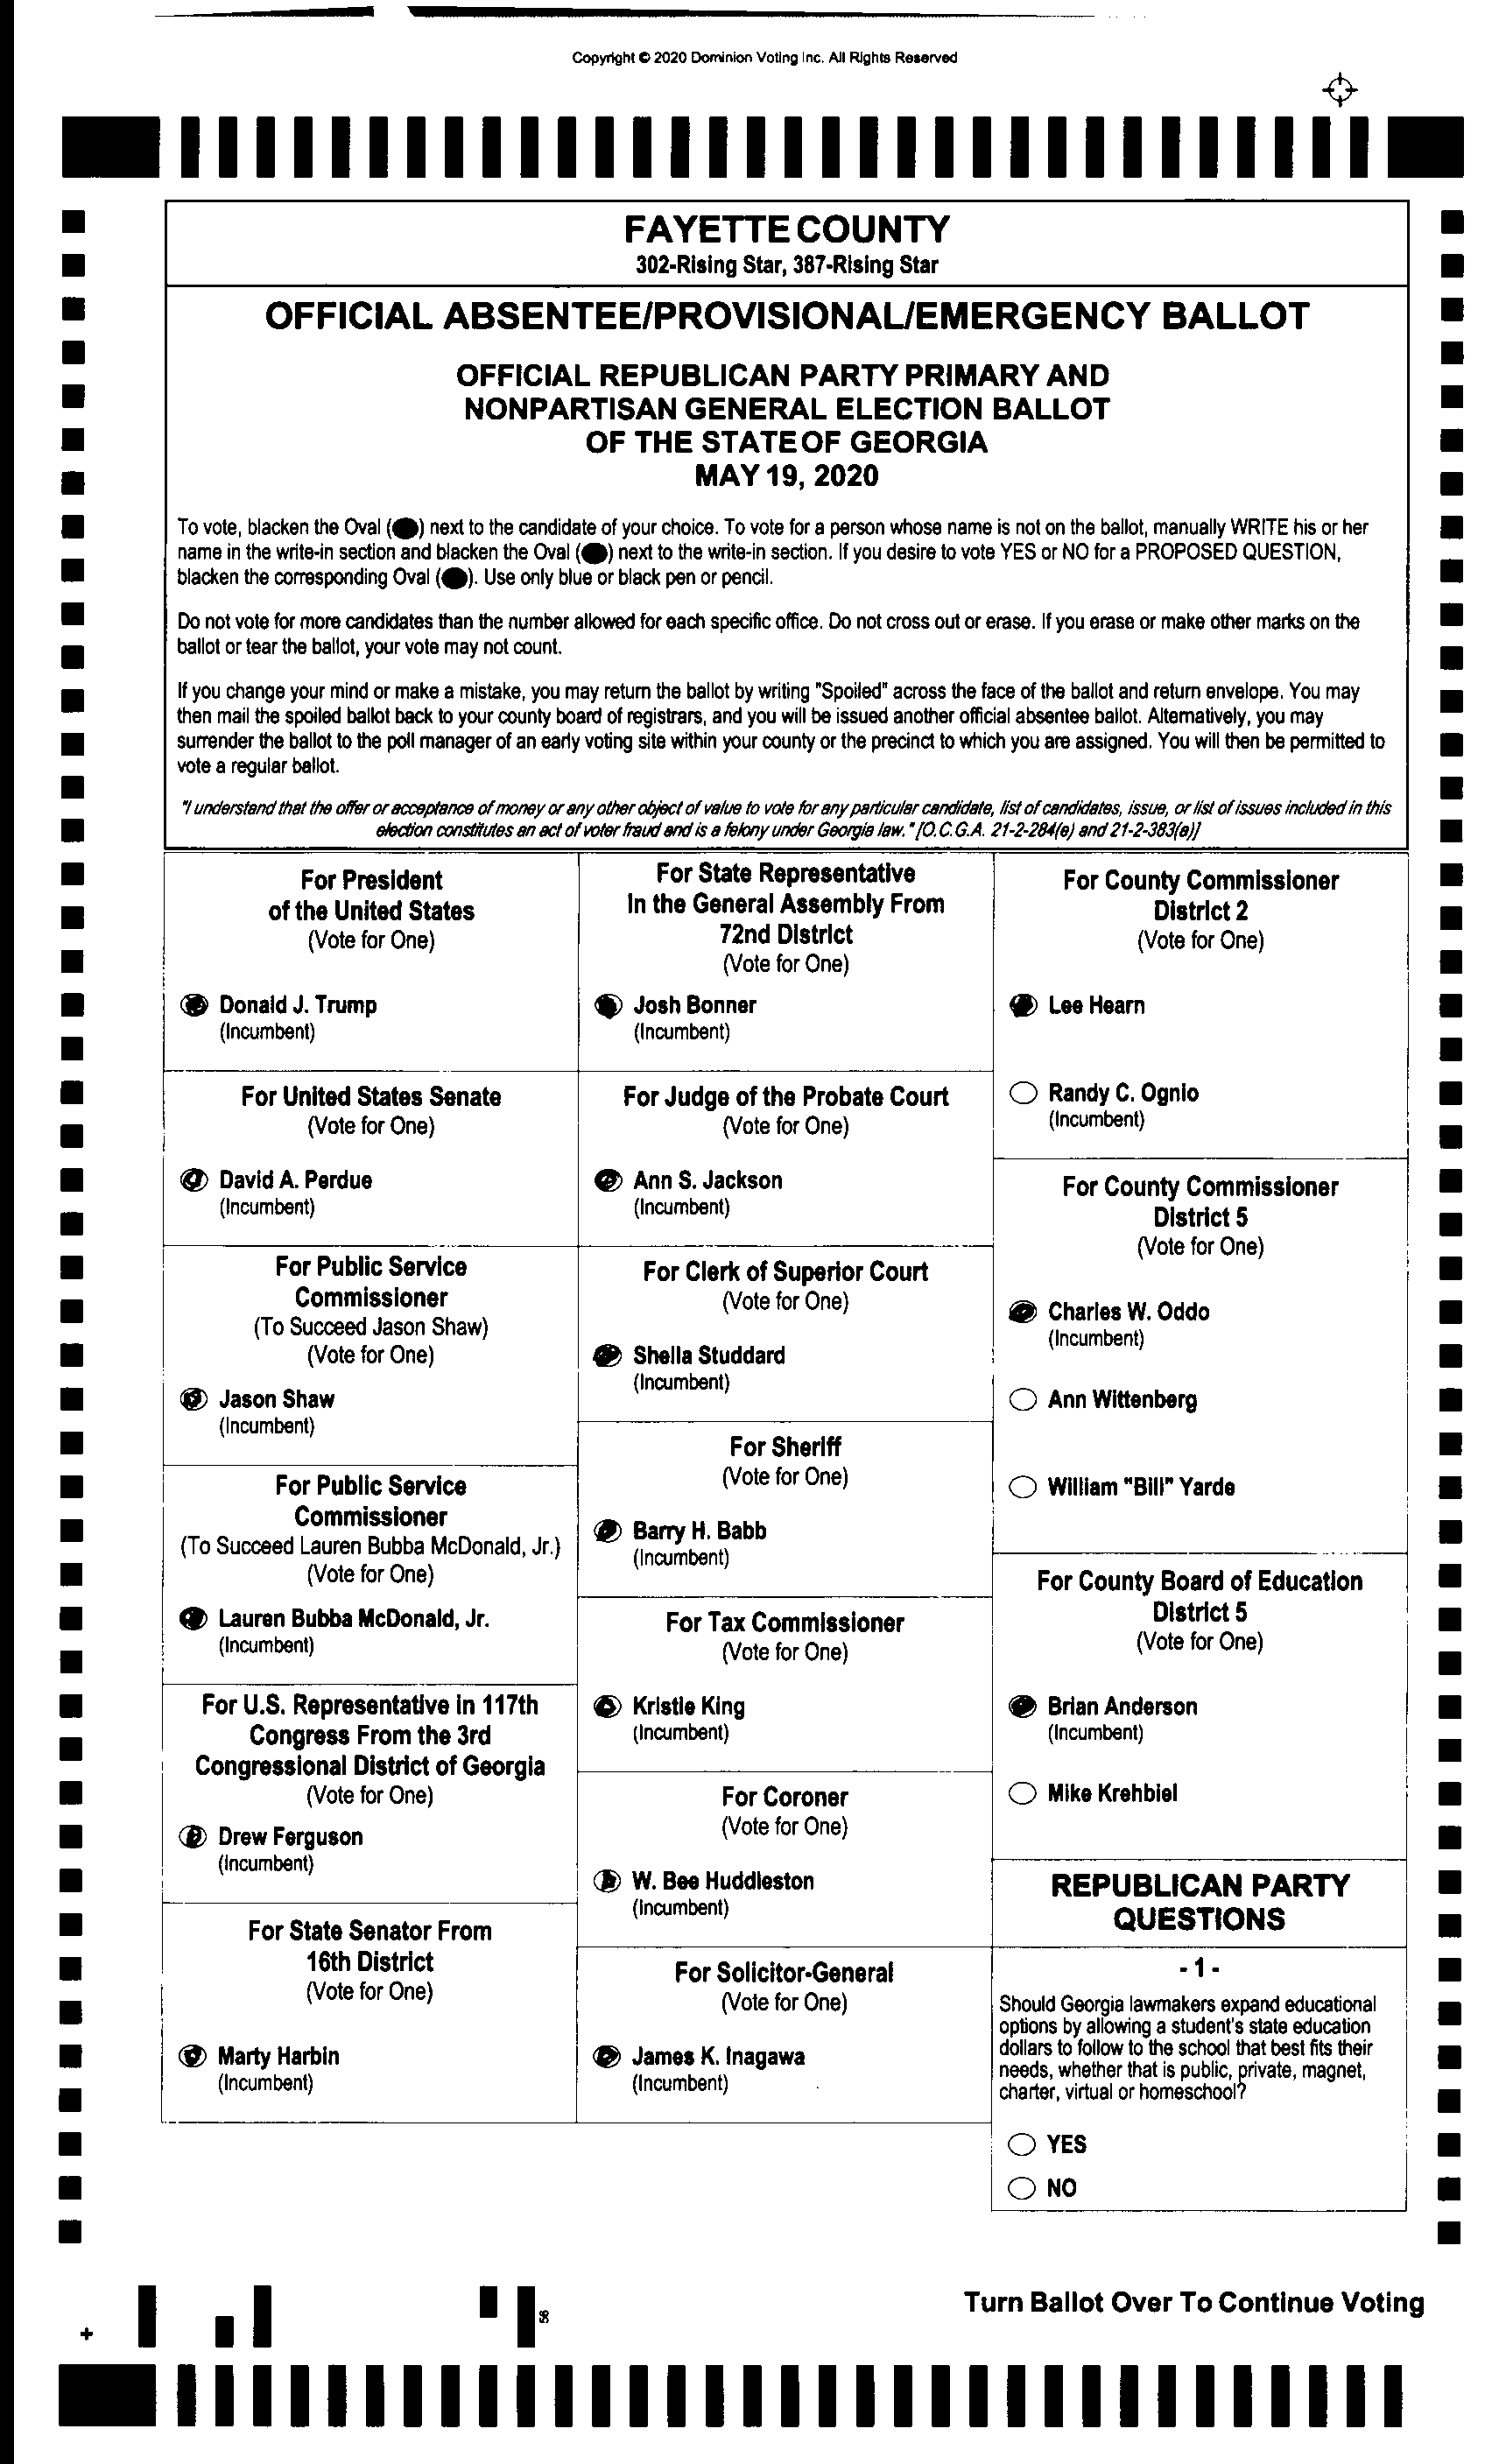 Copyright © 2020 Dominion Voting Inc. All Rights Reserved
FAYETTE COUNTY
302-Rising Star, 387-Rising Star
OFFICIAL ABSENTEE/PROVISIONAL/EMERGENCY BALLOT
OFFICIAL REPUBLICAN PARTY PRIMARY AND
NONPARTISAN GENERAL ELECTION BALLOT
OF THE STATE OF GEORGIA
MAY 19, 2020
To vote, blacken the Oval (⬬) next to the candidate of your choice. To vote for a person whose name is not on the ballot, manually WRITE his or her
name in the write-in section and blacken the Oval (⬬) next to the write-in section. If you desire to vote YES or NO for a PROPOSED QUESTION,
blacken the corresponding Oval (⬬). Use only blue or black pen or pencil.
Do not vote for more candidates than the number allowed for each specific office. Do not cross out or erase. If you erase or make other marks on the
ballot or tear the ballot, your vote may not count.
If you change your mind or make a mistake, you may return the ballot by writing "Spoiled" across the face of the ballot and return envelope. You may
then mail the spoiled ballot back to your county board of registrars, and you will be issued another official absentee ballot. Alternatively, you may
surrender the ballot to the poll manager of an early voting site within your county or the precinct to which you are assigned. You will then be permitted to
vote a regular ballot.
"I understand that the offer or acceptance of money or any other object of value to vote for any particular candidate, list of candidates, issue, or list of issues included in this
election constitutes an act of voter fraud and is a felony under Georgia law." [O.C.G.A. 21-2-284(e) and 21-2-383(a)]
For President
of the United States
(Vote for One)
Donald J. Trump
(Incumbent)
For United States Senate
(Vote for One)
David A. Perdue
(Incumbent)
For Public Service
Commissioner
(To Succeed Jason Shaw)
(Vote for One)
Jason Shaw
(Incumbent)
For Public Service
Commissioner
(To Succeed Lauren Bubba McDonald, Jr.)
(Vote for One)
Lauren Bubba McDonald, Jr.
(Incumbent)
For U.S. Representative in 117th
Congress From the 3rd
Congressional District of Georgia
(Vote for One)
Drew Ferguson
(Incumbent)
For State Senator From
16th District
(Vote for One)
Marty Harbin
(Incumbent)
For State Representative
In the General Assembly From
72nd District
(Vote for One)
Josh Bonner
(Incumbent)
For Judge of the Probate Court
(Vote for One)
Ann S. Jackson
(Incumbent)
For Clerk of Superior Court
(Vote for One)
Sheila Studdard
(Incumbent)
For Sheriff
(Vote for One)
Barry H. Babb
(Incumbent)
For Tax Commissioner
(Vote for One)
Kristie King
(Incumbent)
For Coroner
(Vote for One)
W. Bee Huddleston
(Incumbent)
For Solicitor-General
(Vote for One)
James K. Inagawa
(Incumbent)
For County Commissioner
District 2
(Vote for One)
Lee Hearn
Randy C. Ognio
(Incumbent)
For County Commissioner
District 5
(Vote for One)
Charles W. Oddo
(Incumbent)
Ann Wittenberg
William "Bill" Yarde
For County Board of Education
District 5
(Vote for One)
Brian Anderson
(Incumbent)
Mike Krehbiel
REPUBLICAN PARTY
QUESTIONS
- 1 -
Should Georgia lawmakers expand educational
options by allowing a student's state education
dollars to follow to the school that best fits their
needs, whether that is public, private, magnet,
charter, virtual or homeschool?
YES
NO
Turn Ballot Over To Continue Voting
56